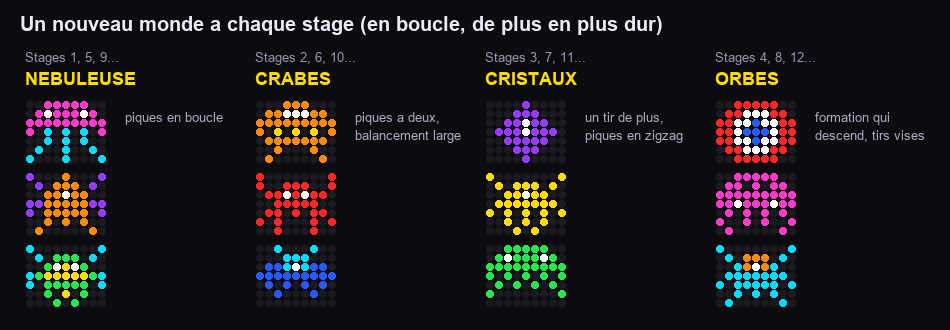 Un nouveau monde a chaque stage (en boucle, de plus en plus dur)
Stages 1, 5, 9...
NEBULEUSE
piques en boucle
Stages 2, 6, 10...
CRABES
piques a deux,
balancement large
Stages 3, 7, 11...
CRISTAUX
un tir de plus,
piques en zigzag
Stages 4, 8, 12...
ORBES
formation qui
descend, tirs vises